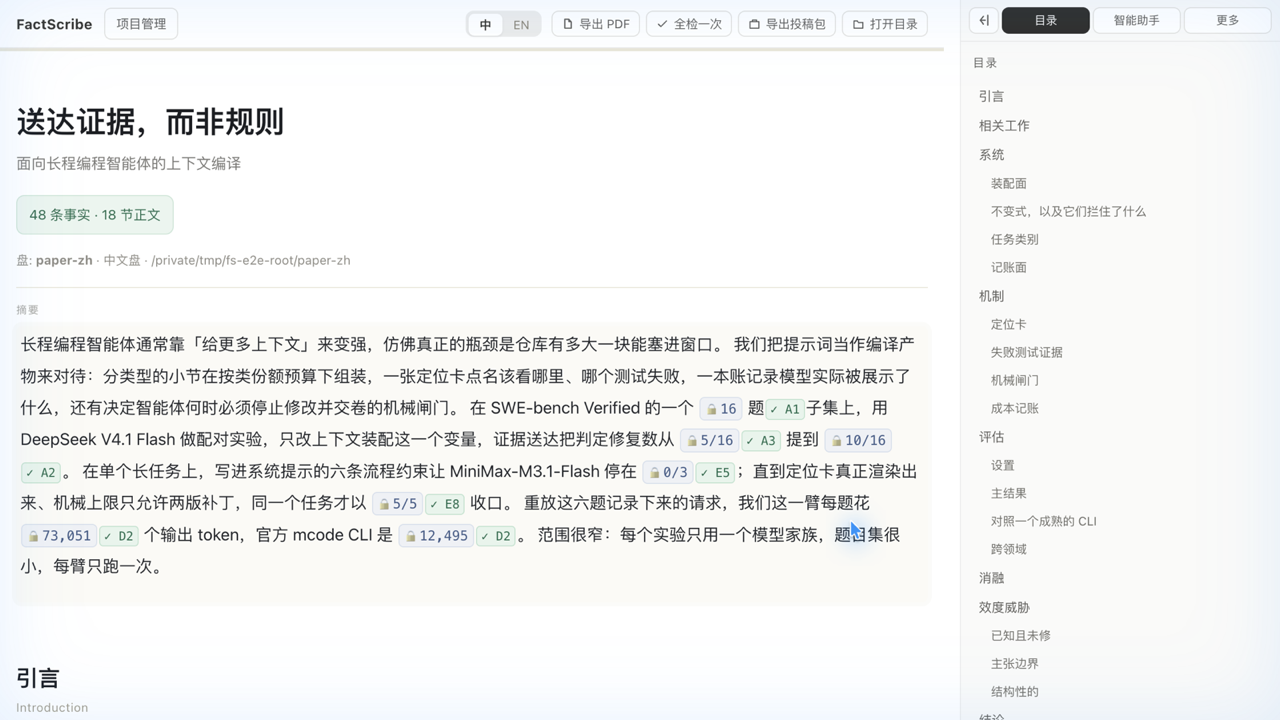 FactScribe 项目管理 中 EN 导出 PDF 全检一次 导出投稿包 打开目录
目录 智能助手 更多
送达证据，而非规则
面向长程编程智能体的上下文编译
48 条事实 · 18 节正文
盘: paper-zh · 中文盘 · /private/tmp/fs-e2e-root/paper-zh
摘要
长程编程智能体通常靠「给更多上下文」来变强，仿佛真正的瓶颈是仓库有多大一块能塞进窗口。 我们把提示词当作编译产
物来对待：分类型的小节在按类份额预算下组装，一张定位卡点名该看哪里、哪个测试失败，一本账记录模型实际被展示了
什么，还有决定智能体何时必须停止修改并交卷的机械闸门。 在 SWE-bench Verified 的一个 16 题 ✓ A1 子集上，用
DeepSeek V4.1 Flash 做配对实验，只改上下文装配这一个变量，证据送达把判定修复数从 5/16 ✓ A3 提到 10/16
✓ A2 。 在单个长任务上，写进系统提示的六条流程约束让 MiniMax-M3.1-Flash 停在 0/3 ✓ E5 ；直到定位卡真正渲染出
来、机械上限只允许两版补丁，同一个任务才以 5/5 ✓ E8 收口。 重放这六题记录下来的请求，我们这一臂每题花
73,051 ✓ D2 个输出 token，官方 mcode CLI 是 12,495 ✓ D2 。 范围很窄：每个实验只用一个模型家族，题目集很
小，每臂只跑一次。
引言
Introduction
目录
引言
相关工作
系统
装配面
不变式，以及它们拦住了什么
任务类别
记账面
机制
定位卡
失败测试证据
机械闸门
成本记账
评估
设置
主结果
对照一个成熟的 CLI
跨领域
消融
效度威胁
已知且未修
主张边界
结构性的
结论